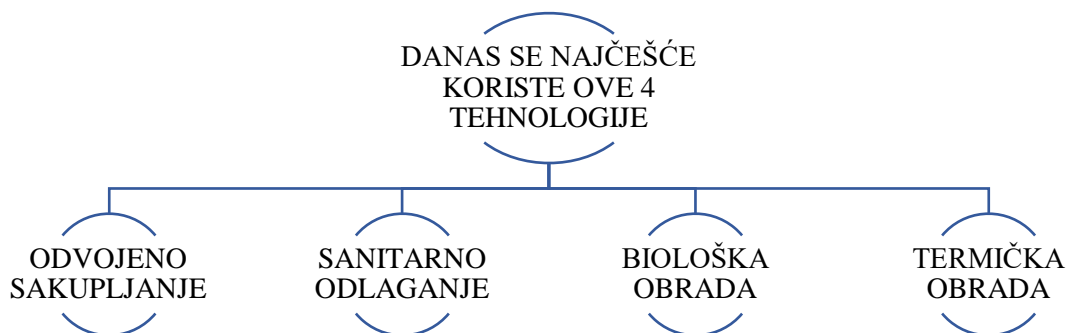 DANAS SE NAJČEŠĆE
KORISTE OVE 4
TEHNOLOGIJE
ODVOJENO
SAKUPLJANJE
SANITARNO
ODLAGANJE
BIOLOŠKA
OBRADA
TERMIČKA
OBRADA